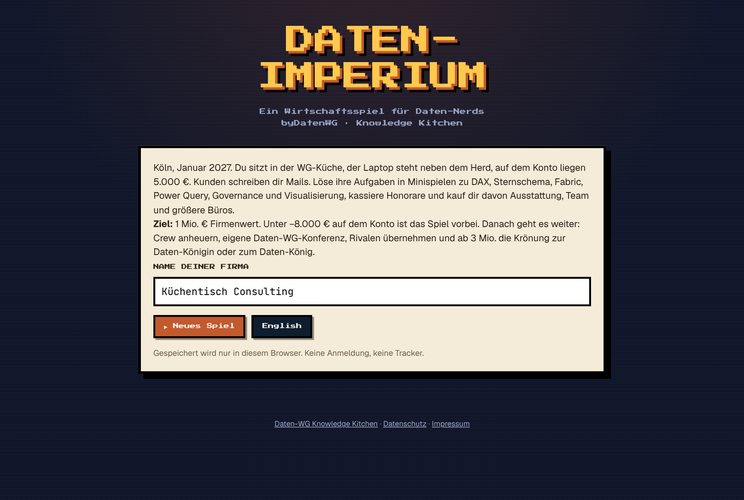 DATEN-
IMPERIUM
Ein Wirtschaftsspiel für Daten-Nerds
byDatenWG · Knowledge Kitchen
Köln, Januar 2027. Du sitzt in der WG-Küche, der Laptop steht neben dem Herd, auf dem Konto liegen
5.000 €. Kunden schreiben dir Mails. Löse ihre Aufgaben in Minispielen zu DAX, Sternschema, Fabric,
Power Query, Governance und Visualisierung, kassiere Honorare und kauf dir davon Ausstattung, Team
und größere Büros.
Ziel: 1 Mio. € Firmenwert. Unter −8.000 € auf dem Konto ist das Spiel vorbei. Danach geht es weiter:
Crew anheuern, eigene Daten-WG-Konferenz, Rivalen übernehmen und ab 3 Mio. die Krönung zur
Daten-Königin oder zum Daten-König.
NAME DEINER FIRMA
Küchentisch Consulting
▶ Neues Spiel English
Gespeichert wird nur in diesem Browser. Keine Anmeldung, keine Tracker.
Daten-WG Knowledge Kitchen · Datenschutz · Impressum